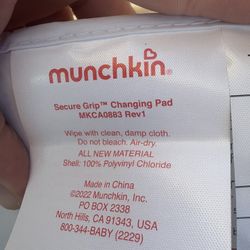 munchkin®
Secure Grip™ Changing Pad
MKCA0883 Rev1
Wipe with clean, damp cloth.
Do not bleach. Air-dry.
ALL NEW MATERIAL
Shell: 100% Polyvinyl Chloride
Made in China
©2022 Munchkin, Inc.
PO BOX 2338
North Hills, CA 91343, USA
800-344-BABY (2229)